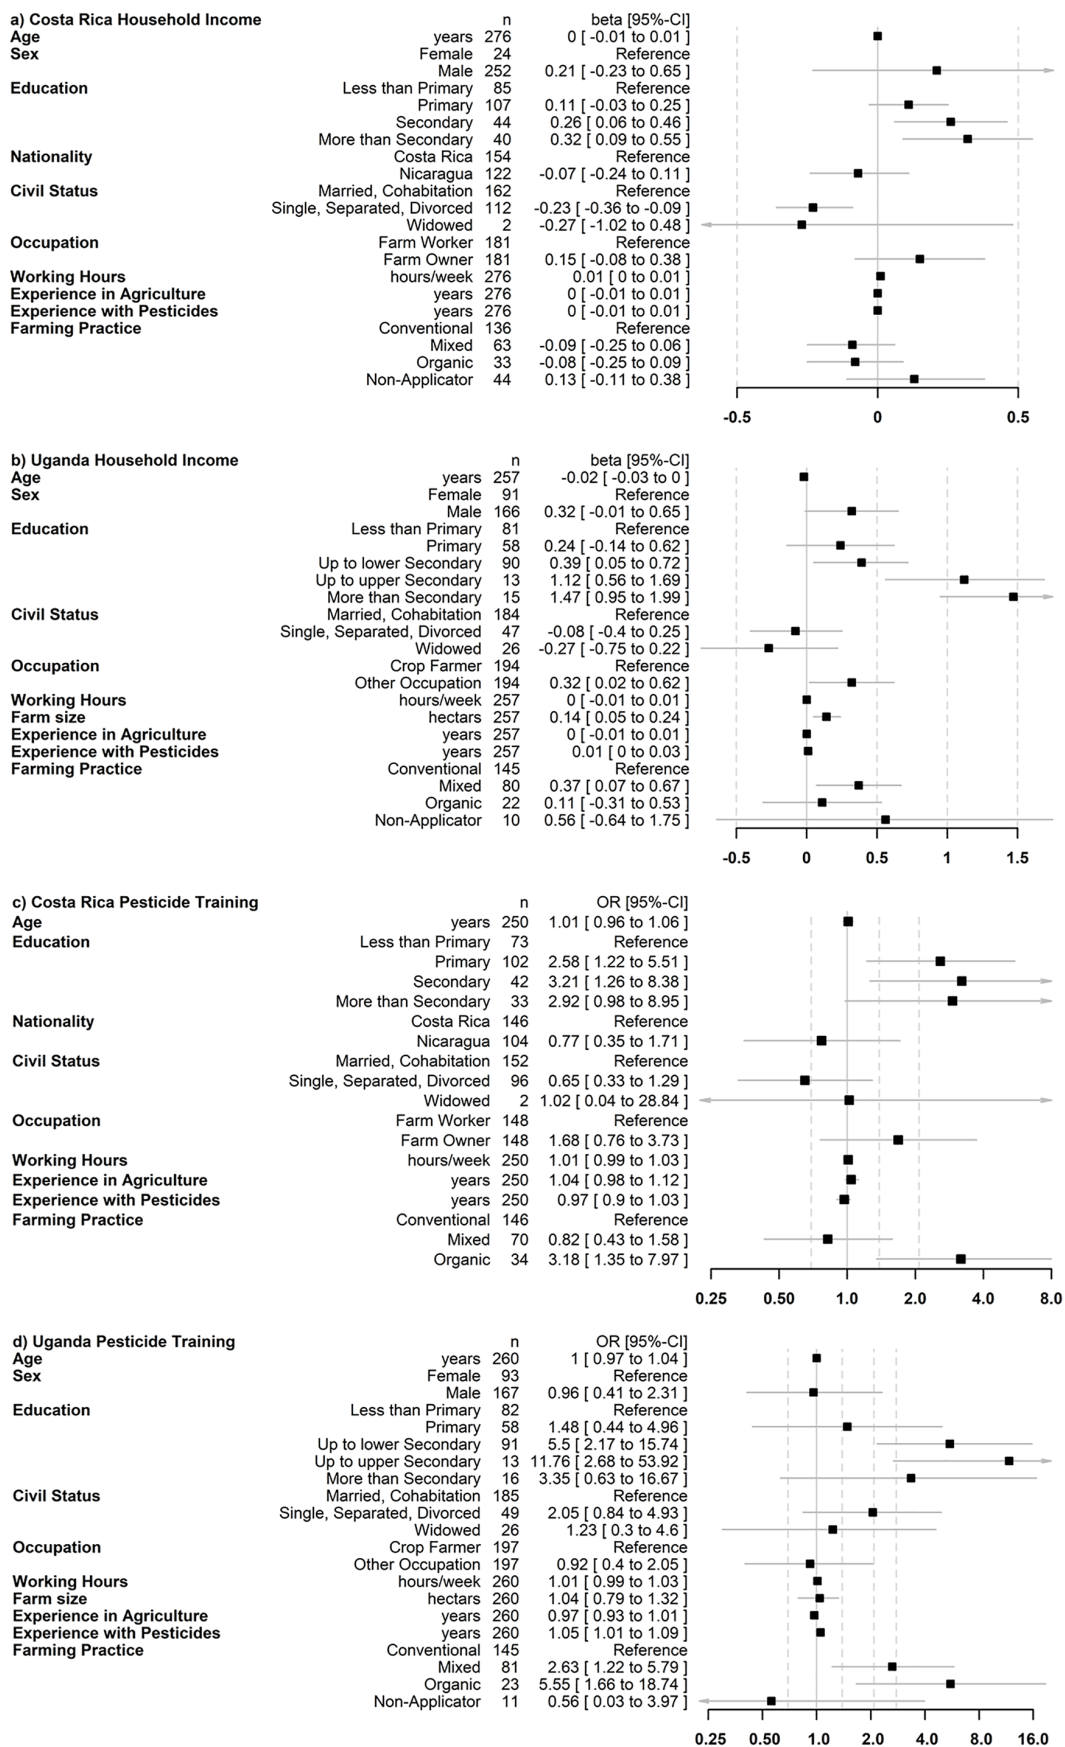 a) Costa Rica Household Income n beta [95%-CI]
Age years 276 0 [ -0.01 to 0.01 ]
Sex Female 24 Reference
Male 252 0.21 [ -0.23 to 0.65 ]
Education Less than Primary 85 Reference
Primary 107 0.11 [ -0.03 to 0.25 ]
Secondary 44 0.26 [ 0.06 to 0.46 ]
More than Secondary 40 0.32 [ 0.09 to 0.55 ]
Nationality Costa Rica 154 Reference
Nicaragua 122 -0.07 [ -0.24 to 0.11 ]
Civil Status Married, Cohabitation 162 Reference
Single, Separated, Divorced 112 -0.23 [ -0.36 to -0.09 ]
Widowed 2 -0.27 [ -1.02 to 0.48 ]
Occupation Farm Worker 181 Reference
Farm Owner 181 0.15 [ -0.08 to 0.38 ]
Working Hours hours/week 276 0.01 [ 0 to 0.01 ]
Experience in Agriculture years 276 0 [ -0.01 to 0.01 ]
Experience with Pesticides years 276 0 [ -0.01 to 0.01 ]
Farming Practice Conventional 136 Reference
Mixed 63 -0.09 [ -0.25 to 0.06 ]
Organic 33 -0.08 [ -0.25 to 0.09 ]
Non-Applicator 44 0.13 [ -0.11 to 0.38 ]
-0.5 0 0.5
b) Uganda Household Income n beta [95%-CI]
Age years 257 -0.02 [ -0.03 to 0 ]
Sex Female 91 Reference
Male 166 0.32 [ -0.01 to 0.65 ]
Education Less than Primary 81 Reference
Primary 58 0.24 [ -0.14 to 0.62 ]
Up to lower Secondary 90 0.39 [ 0.05 to 0.72 ]
Up to upper Secondary 13 1.12 [ 0.56 to 1.69 ]
More than Secondary 15 1.47 [ 0.95 to 1.99 ]
Civil Status Married, Cohabitation 184 Reference
Single, Separated, Divorced 47 -0.08 [ -0.4 to 0.25 ]
Widowed 26 -0.27 [ -0.75 to 0.22 ]
Occupation Crop Farmer 194 Reference
Other Occupation 194 0.32 [ 0.02 to 0.62 ]
Working Hours hours/week 257 0 [ -0.01 to 0.01 ]
Farm size hectars 257 0.14 [ 0.05 to 0.24 ]
Experience in Agriculture years 257 0 [ -0.01 to 0.01 ]
Experience with Pesticides years 257 0.01 [ 0 to 0.03 ]
Farming Practice Conventional 145 Reference
Mixed 80 0.37 [ 0.07 to 0.67 ]
Organic 22 0.11 [ -0.31 to 0.53 ]
Non-Applicator 10 0.56 [ -0.64 to 1.75 ]
-0.5 0 0.5 1 1.5
c) Costa Rica Pesticide Training n OR [95%-CI]
Age years 250 1.01 [ 0.96 to 1.06 ]
Education Less than Primary 73 Reference
Primary 102 2.58 [ 1.22 to 5.51 ]
Secondary 42 3.21 [ 1.26 to 8.38 ]
More than Secondary 33 2.92 [ 0.98 to 8.95 ]
Nationality Costa Rica 146 Reference
Nicaragua 104 0.77 [ 0.35 to 1.71 ]
Civil Status Married, Cohabitation 152 Reference
Single, Separated, Divorced 96 0.65 [ 0.33 to 1.29 ]
Widowed 2 1.02 [ 0.04 to 28.84 ]
Occupation Farm Worker 148 Reference
Farm Owner 148 1.68 [ 0.76 to 3.73 ]
Working Hours hours/week 250 1.01 [ 0.99 to 1.03 ]
Experience in Agriculture years 250 1.04 [ 0.98 to 1.12 ]
Experience with Pesticides years 250 0.97 [ 0.9 to 1.03 ]
Farming Practice Conventional 146 Reference
Mixed 70 0.82 [ 0.43 to 1.58 ]
Organic 34 3.18 [ 1.35 to 7.97 ]
0.25 0.50 1.0 2.0 4.0 8.0
d) Uganda Pesticide Training n OR [95%-CI]
Age years 260 1 [ 0.97 to 1.04 ]
Sex Female 93 Reference
Male 167 0.96 [ 0.41 to 2.31 ]
Education Less than Primary 82 Reference
Primary 58 1.48 [ 0.44 to 4.96 ]
Up to lower Secondary 91 5.5 [ 2.17 to 15.74 ]
Up to upper Secondary 13 11.76 [ 2.68 to 53.92 ]
More than Secondary 16 3.35 [ 0.63 to 16.67 ]
Civil Status Married, Cohabitation 185 Reference
Single, Separated, Divorced 49 2.05 [ 0.84 to 4.93 ]
Widowed 26 1.23 [ 0.3 to 4.6 ]
Occupation Crop Farmer 197 Reference
Other Occupation 197 0.92 [ 0.4 to 2.05 ]
Working Hours hours/week 260 1.01 [ 0.99 to 1.03 ]
Farm size hectars 260 1.04 [ 0.79 to 1.32 ]
Experience in Agriculture years 260 0.97 [ 0.93 to 1.01 ]
Experience with Pesticides years 260 1.05 [ 1.01 to 1.09 ]
Farming Practice Conventional 145 Reference
Mixed 81 2.63 [ 1.22 to 5.79 ]
Organic 23 5.55 [ 1.66 to 18.74 ]
Non-Applicator 11 0.56 [ 0.03 to 3.97 ]
0.25 0.50 1.0 2.0 4.0 8.0 16.0